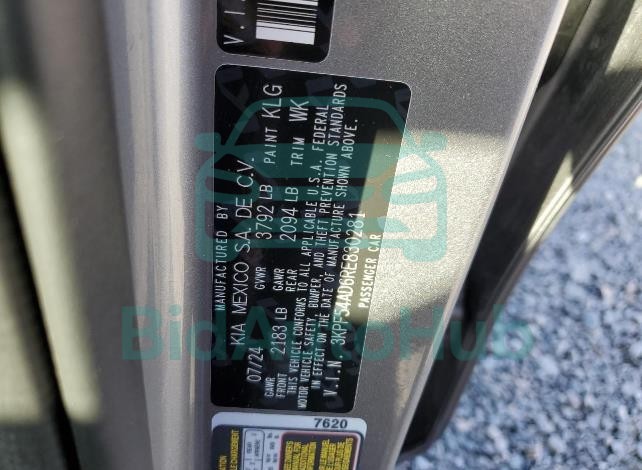 V.I.N
MANUFACTURED BY
KIA MEXICO S.A. DE C.V.
07/24 GVWR 3792 LB PAINT KLG
GAWR FRONT 2183 LB GAWR REAR 2094 LB TRIM WK
THIS VEHICLE CONFORMS TO ALL APPLICABLE U.S.A. FEDERAL
MOTOR VEHICLE SAFETY, BUMPER, AND THEFT PREVENTION STANDARDS
IN EFFECT ON THE DATE OF MANUFACTURE SHOWN ABOVE.
V.I.N 3KPF54AD6RE830281
PASSENGER CAR
7620
BidAutoHub